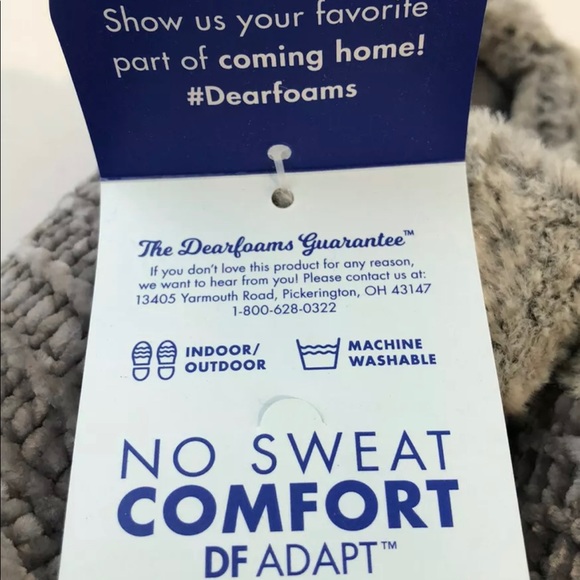 Show us your favorite
part of coming home!
#Dearfoams
The Dearfoams Guarantee™
If you don't love this product for any reason,
we want to hear from you! Please contact us at:
13405 Yarmouth Road, Pickerington, OH 43147
1-800-628-0322
INDOOR/
OUTDOOR
MACHINE
WASHABLE
NO SWEAT
COMFORT
DF ADAPT™